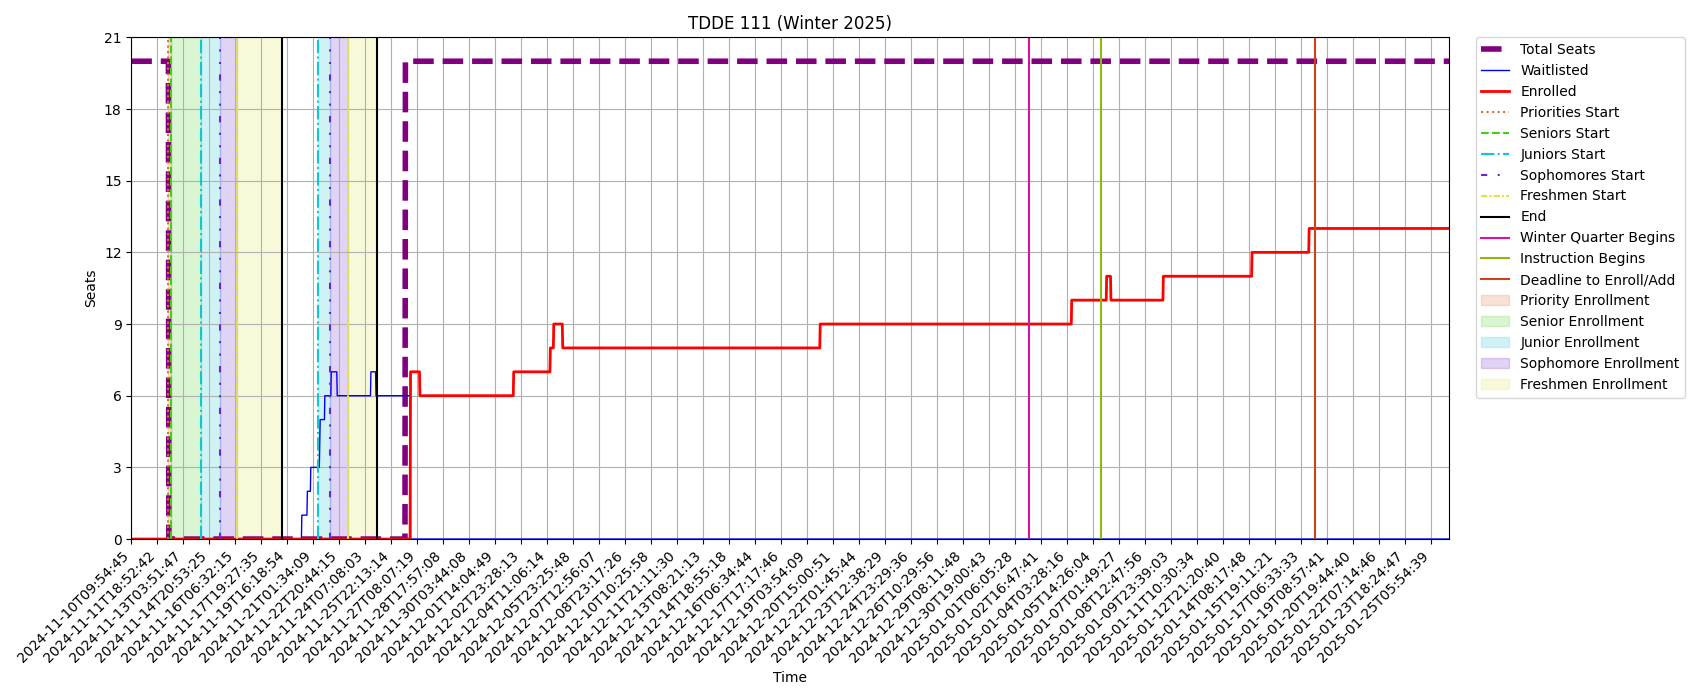 TDDE 111 (Winter 2025)
21
18
15
12
9
6
3
0
Seats
2024-11-10T09:54:45
2024-11-11T18:52:42
2024-11-13T03:51:47
2024-11-14T20:53:25
2024-11-16T06:32:15
2024-11-17T19:27:35
2024-11-19T16:18:54
2024-11-21T01:34:09
2024-11-22T20:44:15
2024-11-24T07:08:03
2024-11-25T22:13:14
2024-11-27T08:07:19
2024-11-28T17:57:08
2024-11-30T03:44:08
2024-12-01T14:04:49
2024-12-02T23:28:13
2024-12-04T11:06:14
2024-12-05T23:25:48
2024-12-07T12:56:07
2024-12-08T23:17:26
2024-12-10T10:25:58
2024-12-11T21:11:30
2024-12-13T08:21:13
2024-12-14T18:55:18
2024-12-16T06:34:44
2024-12-17T17:17:46
2024-12-19T03:54:09
2024-12-20T15:00:51
2024-12-22T01:45:44
2024-12-23T12:38:29
2024-12-24T23:29:36
2024-12-26T10:29:56
2024-12-29T08:11:48
2024-12-30T19:00:43
2025-01-01T06:05:28
2025-01-02T16:47:41
2025-01-04T03:28:16
2025-01-05T14:26:04
2025-01-07T01:49:27
2025-01-08T12:47:56
2025-01-09T23:39:03
2025-01-11T10:30:34
2025-01-12T21:20:40
2025-01-14T08:17:48
2025-01-15T19:11:21
2025-01-17T06:33:33
2025-01-19T08:57:41
2025-01-20T19:44:40
2025-01-22T07:14:46
2025-01-23T18:24:47
2025-01-25T05:54:39
Time
Total Seats
Waitlisted
Enrolled
Priorities Start
Seniors Start
Juniors Start
Sophomores Start
Freshmen Start
End
Winter Quarter Begins
Instruction Begins
Deadline to Enroll/Add
Priority Enrollment
Senior Enrollment
Junior Enrollment
Sophomore Enrollment
Freshmen Enrollment